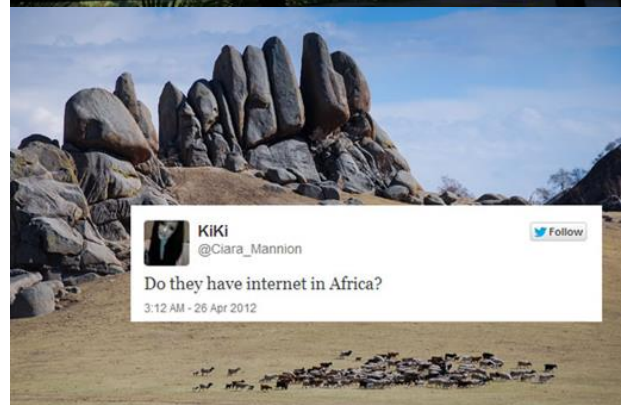 KiKi
Follow
@Ciara_Mannion
Do they have internet in Africa?
3:12 AM - 26 Apr 2012